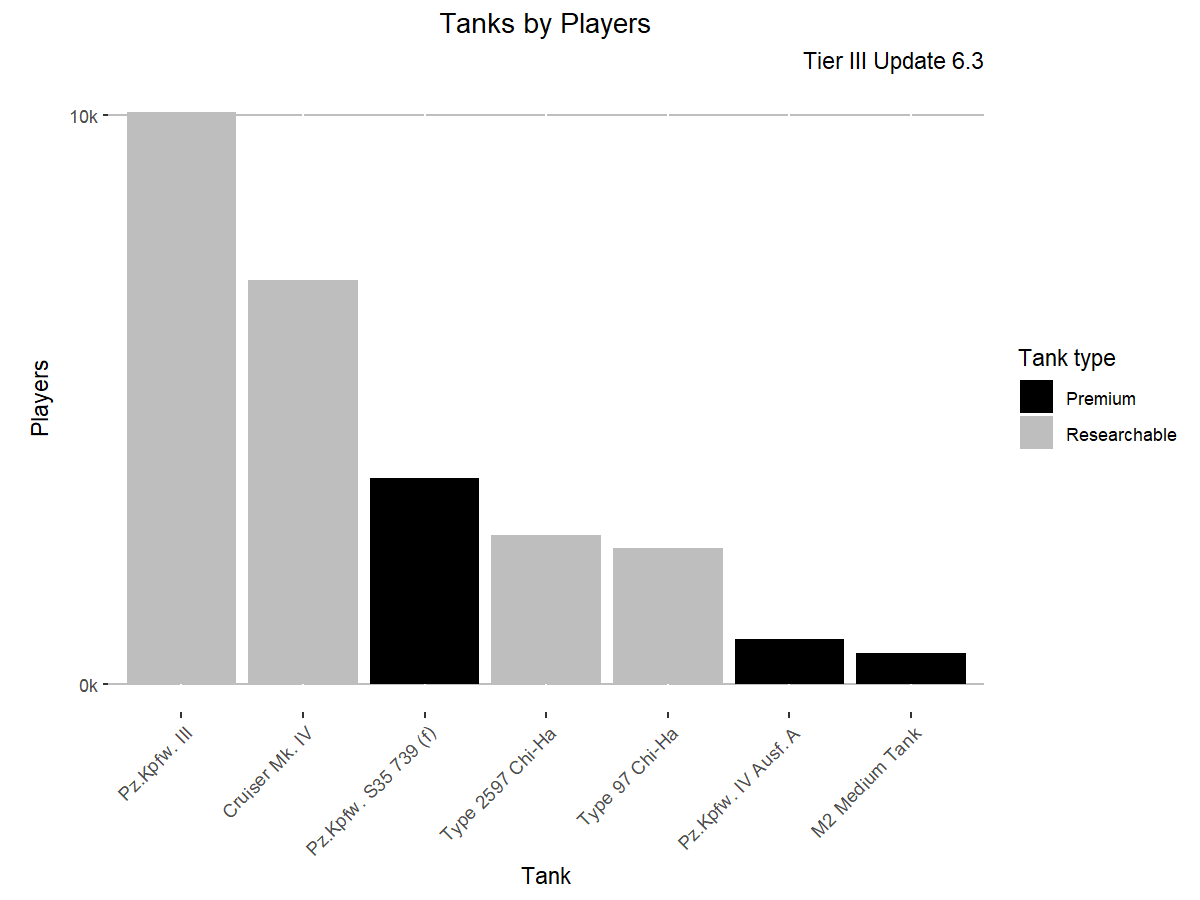 Tanks by Players
Tier III Update 6.3
10k
0k
Players
Pz.Kpfw. III
Cruiser Mk. IV
Pz.Kpfw. S35 739 (f)
Type 2597 Chi-Ha
Type 97 Chi-Ha
Pz.Kpfw. IV Ausf. A
M2 Medium Tank
Tank
Tank type
Premium
Researchable